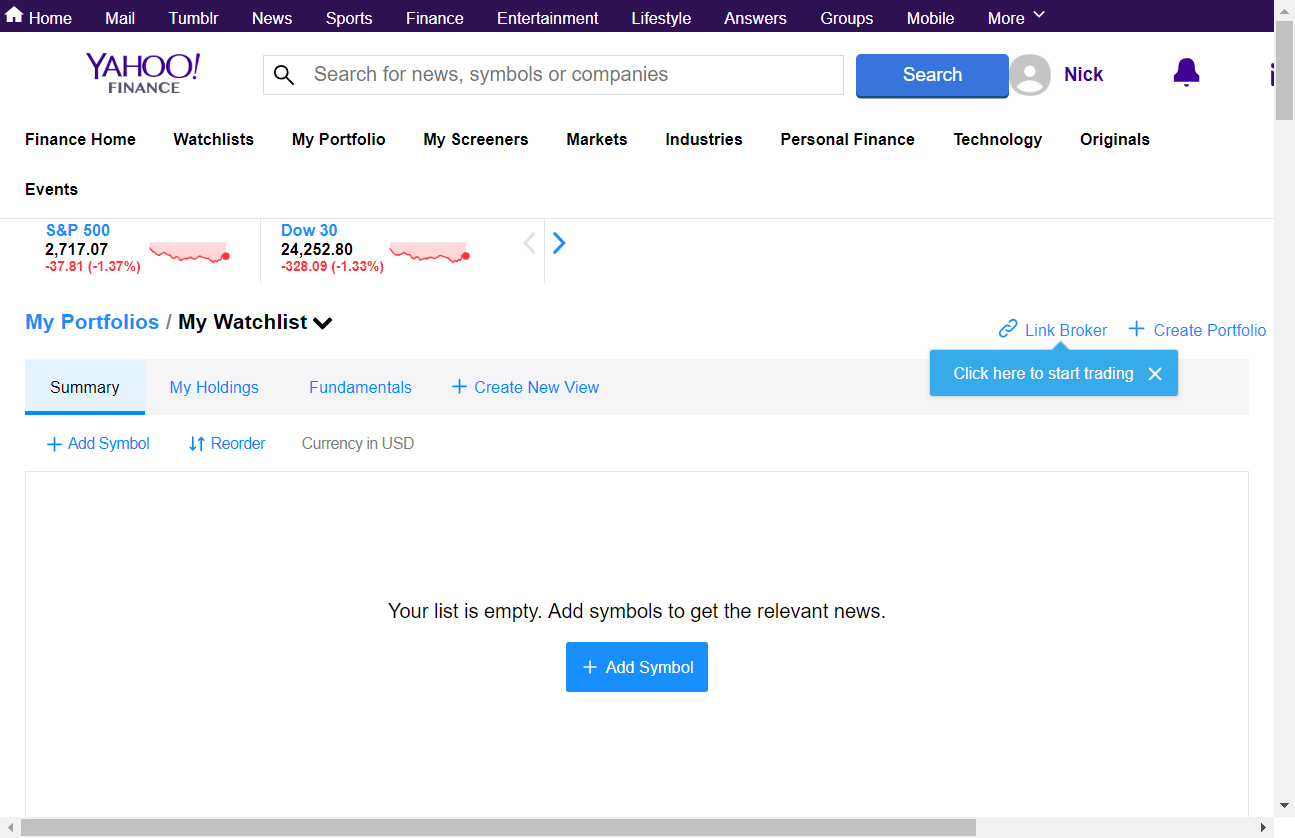 Home Mail Tumblr News Sports Finance Entertainment Lifestyle Answers Groups Mobile More
YAHOO!
FINANCE
Search for news, symbols or companies
Search
Nick
Finance Home Watchlists My Portfolio My Screeners Markets Industries Personal Finance Technology Originals
Events
S&P 500
2,717.07
-37.81 (-1.37%)
Dow 30
24,252.80
-328.09 (-1.33%)
My Portfolios / My Watchlist
Link Broker + Create Portfolio
Click here to start trading
Summary My Holdings Fundamentals + Create New View
+ Add Symbol Reorder Currency in USD
Your list is empty. Add symbols to get the relevant news.
+ Add Symbol